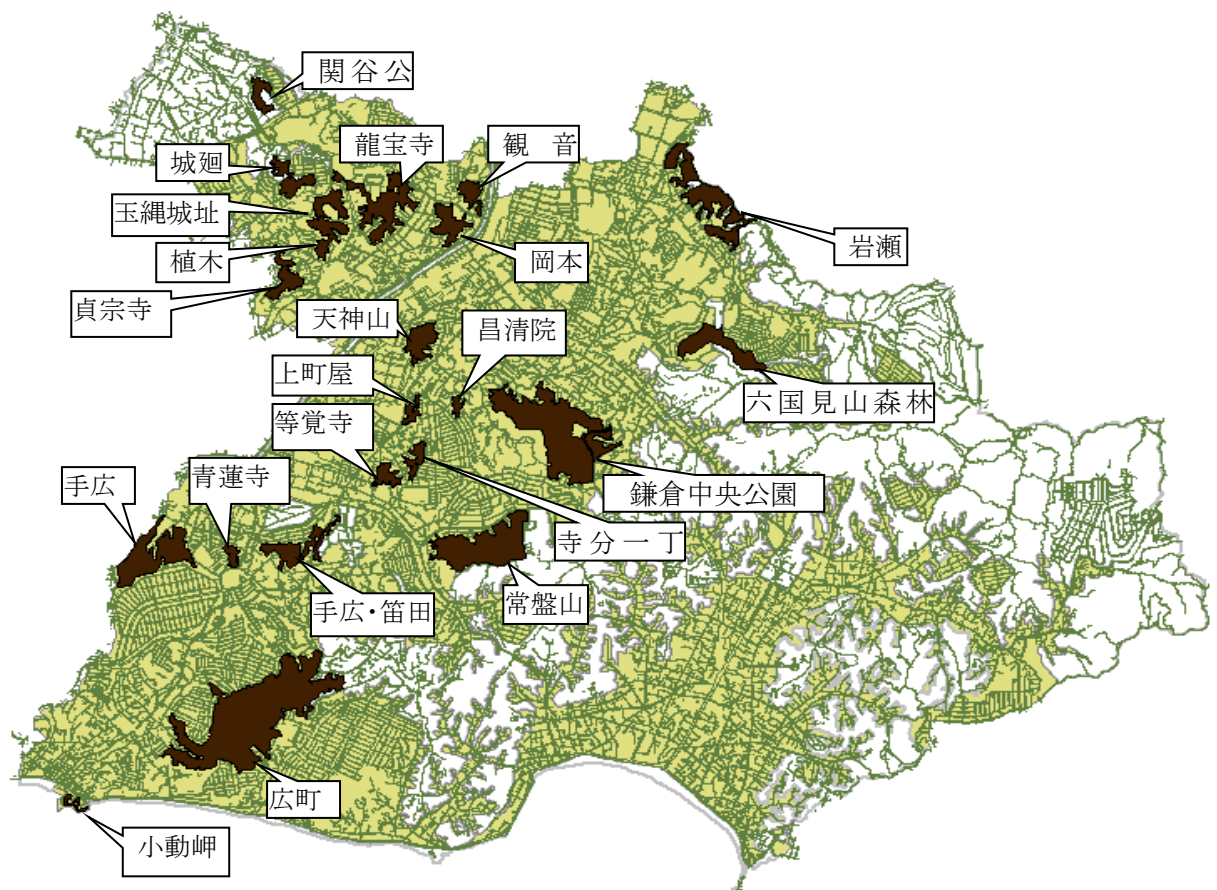 関谷公
龍宝寺
観 音
城廻
玉縄城址
植木
岡本
岩瀬
貞宗寺
天神山
昌清院
上町屋
六国見山森林
等覚寺
手広
青蓮寺
鎌倉中央公園
寺分一丁
手広・笛田
常盤山
広町
小動岬